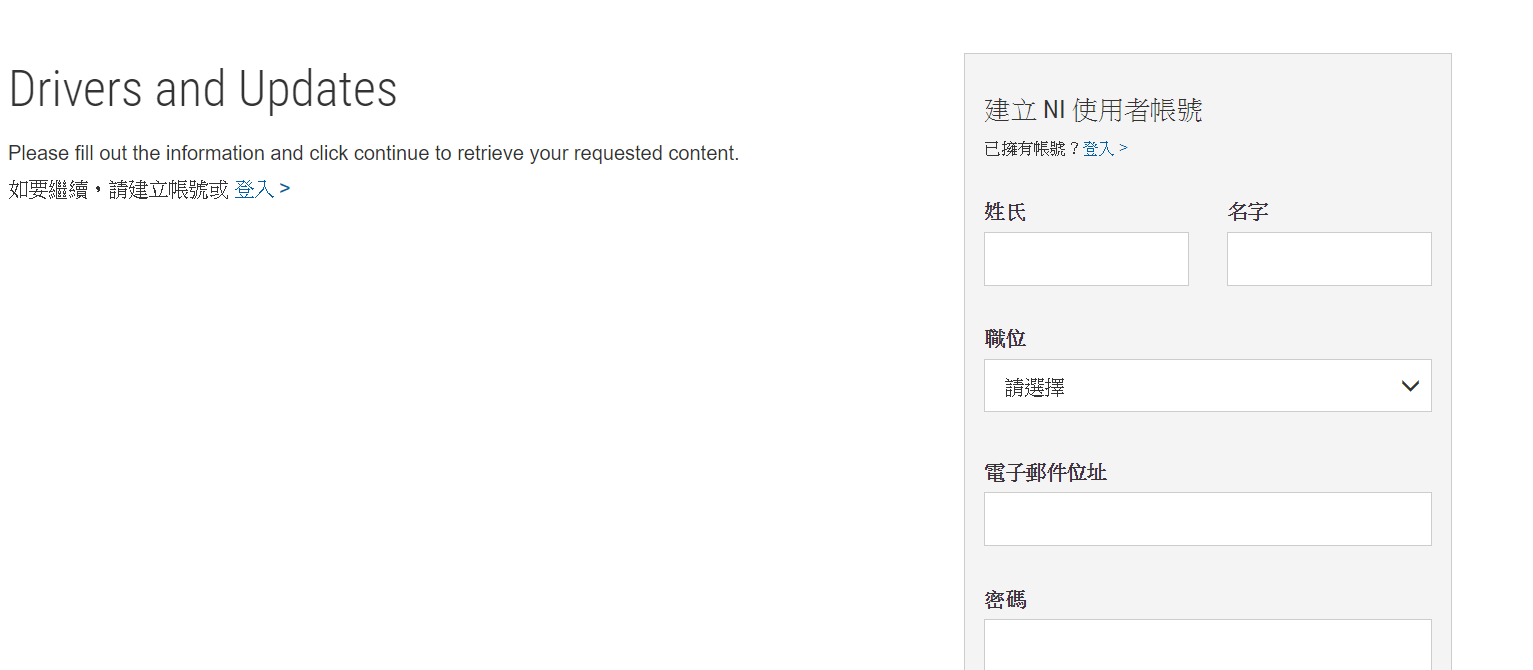 Drivers and Updates
Please fill out the information and click continue to retrieve your requested content.
如要繼續，請建立帳號或 登入 >
建立 NI 使用者帳號
已擁有帳號？登入 >
姓氏
名字
職位
請選擇
電子郵件位址
密碼